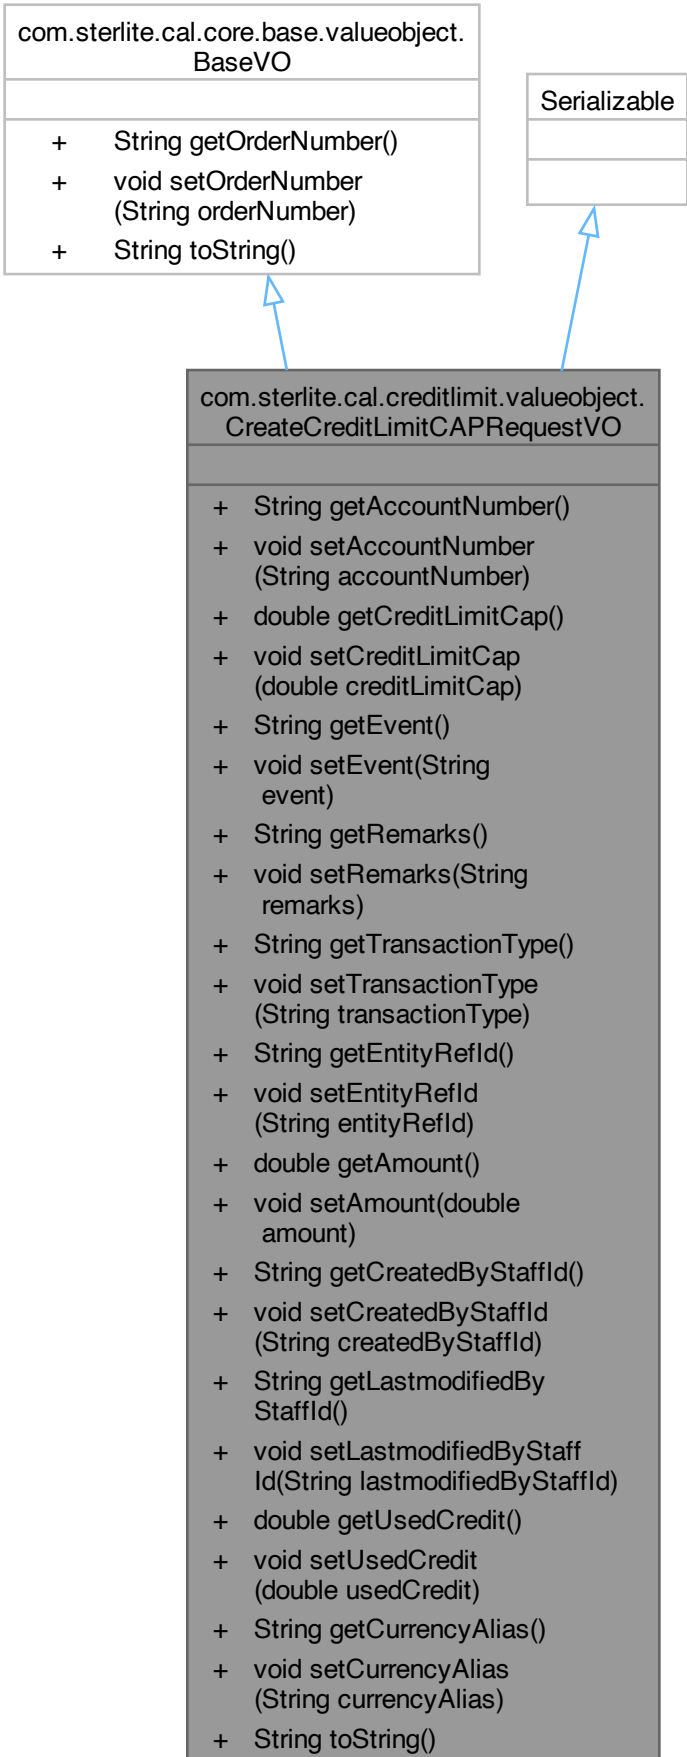 com.sterlite.cal.core.base.valueobject.
BaseVO
+ String getOrderNumber()
+ void setOrderNumber
(String orderNumber)
+ String toString()
Serializable
com.sterlite.cal.creditlimit.valueobject.
CreateCreditLimitCAPRequestVO
+ String getAccountNumber()
+ void setAccountNumber
(String accountNumber)
+ double getCreditLimitCap()
+ void setCreditLimitCap
(double creditLimitCap)
+ String getEvent()
+ void setEvent(String
event)
+ String getRemarks()
+ void setRemarks(String
remarks)
+ String getTransactionType()
+ void setTransactionType
(String transactionType)
+ String getEntityRefId()
+ void setEntityRefId
(String entityRefId)
+ double getAmount()
+ void setAmount(double
amount)
+ String getCreatedByStaffId()
+ void setCreatedByStaffId
(String createdByStaffId)
+ String getLastmodifiedBy
StaffId()
+ void setLastmodifiedByStaff
Id(String lastmodifiedByStaffId)
+ double getUsedCredit()
+ void setUsedCredit
(double usedCredit)
+ String getCurrencyAlias()
+ void setCurrencyAlias
(String currencyAlias)
+ String toString()